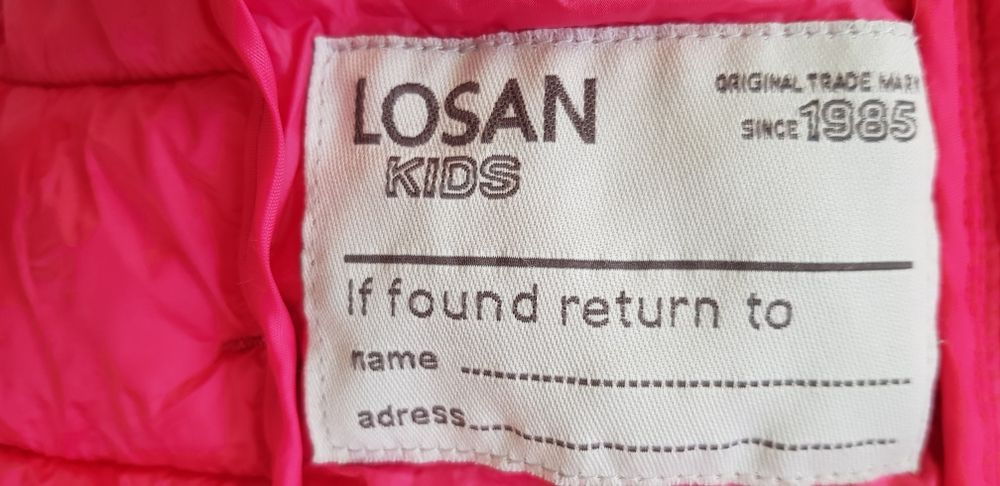 LOSAN
KIDS
ORIGINAL TRADE MARK
SINCE 1985
If found return to
name
adress